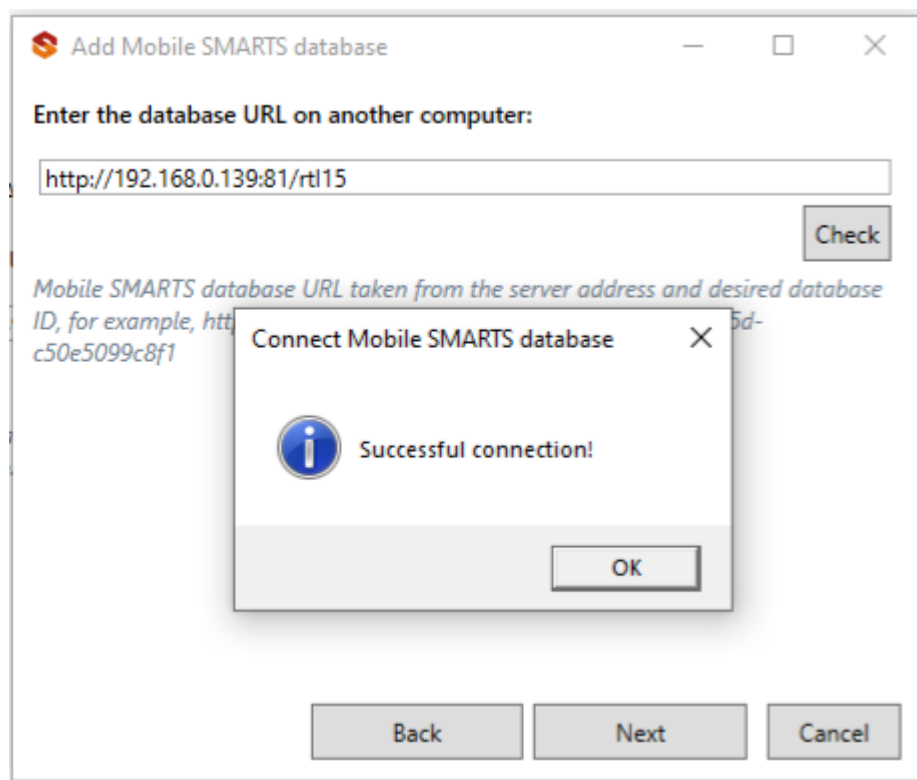 Add Mobile SMARTS database
Enter the database URL on another computer:
http://192.168.0.139:81/rtl15
Check
Mobile SMARTS database URL taken from the server address and desired database
ID, for example, 5d-
c50e5099c8f1
Connect Mobile SMARTS database
Successful connection!
OK
Back Next Cancel